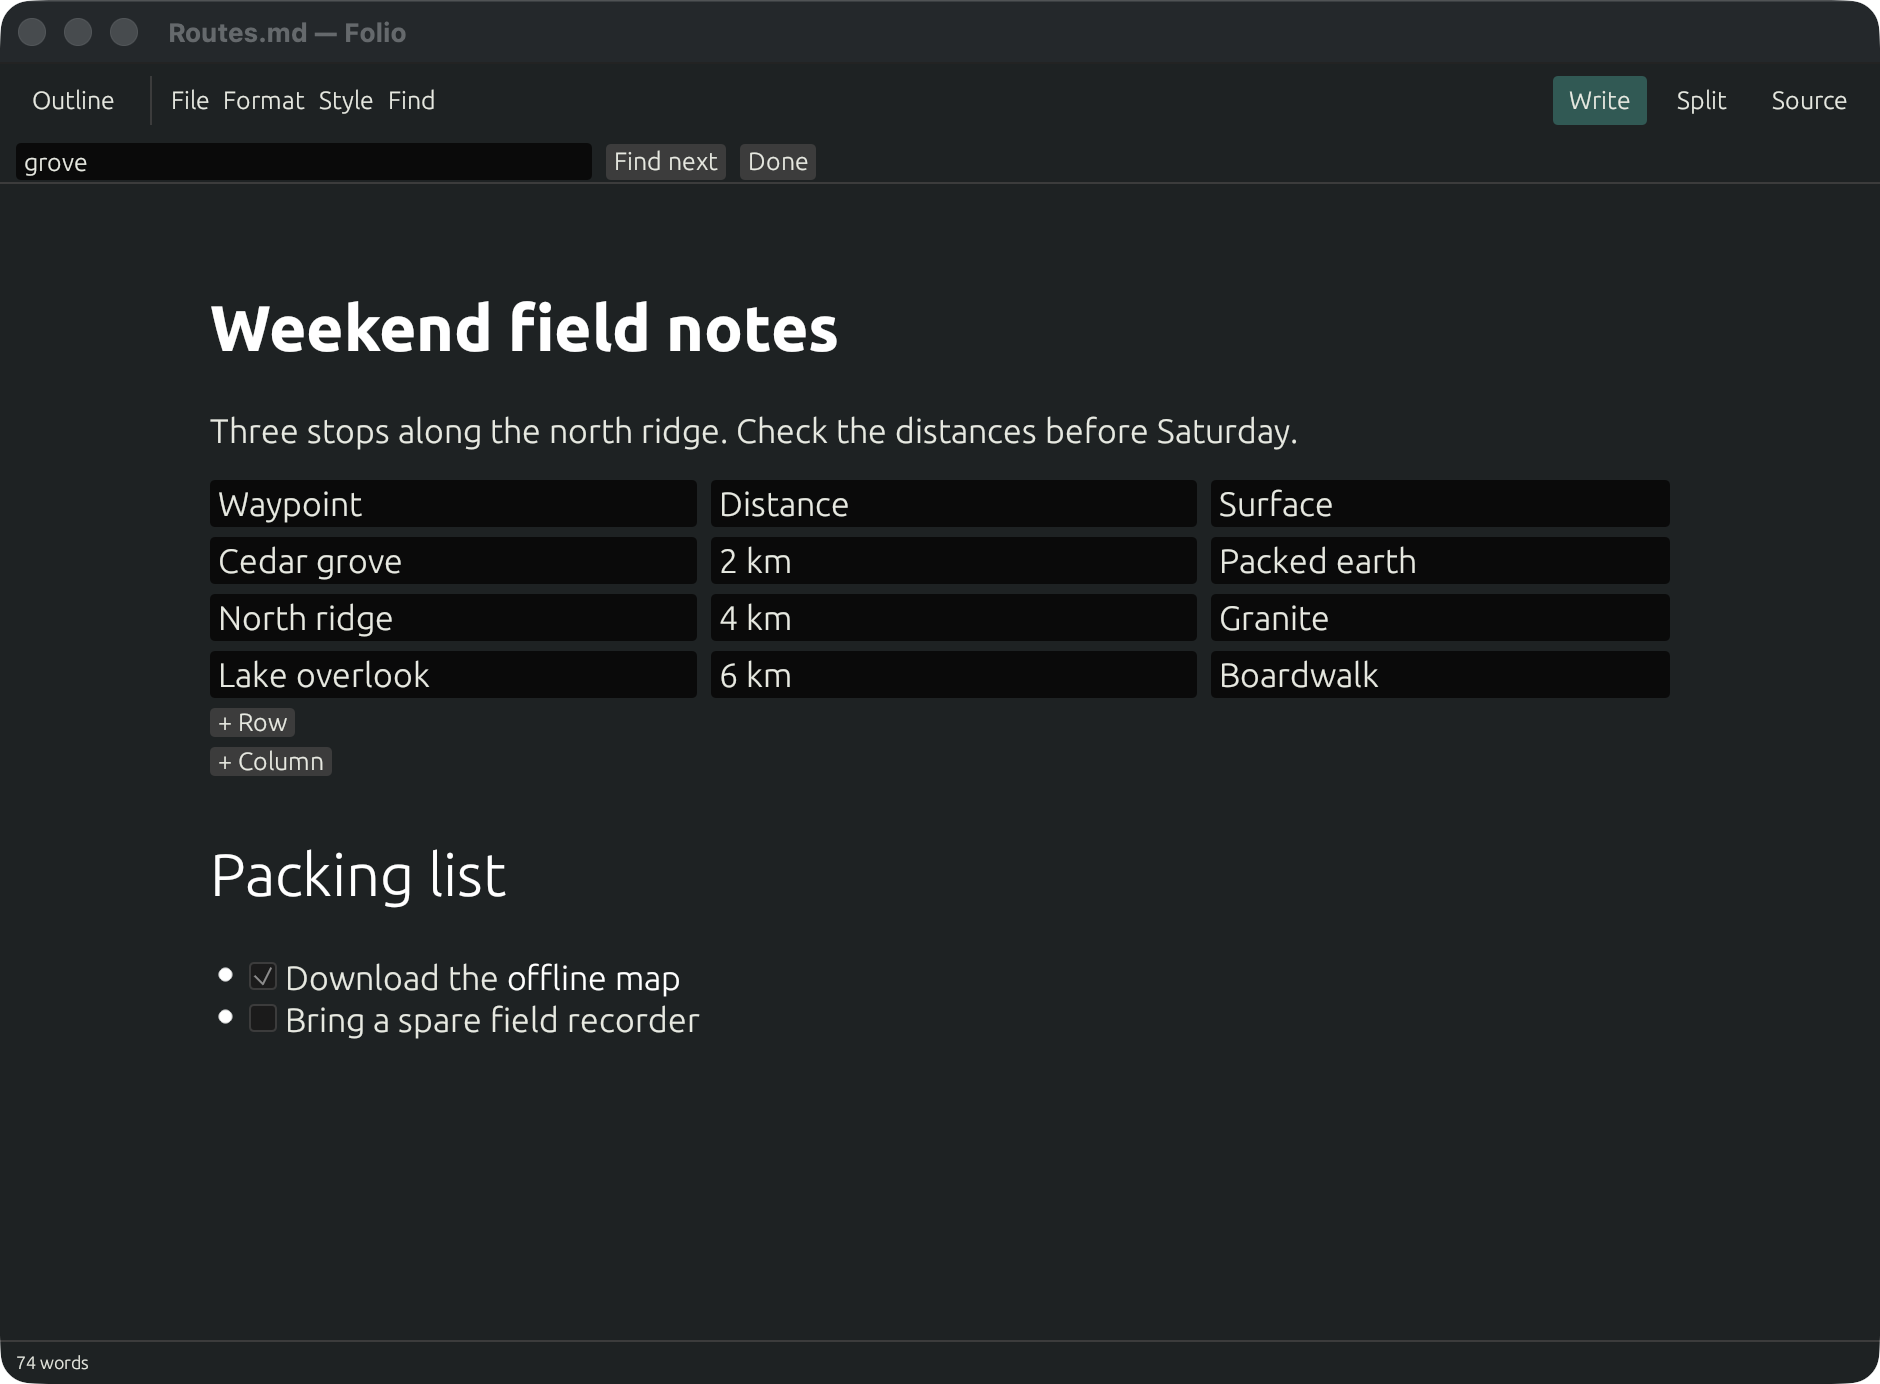 Routes.md — Folio
Outline File Format Style Find Write Split Source
grove Find next Done
Weekend field notes
Three stops along the north ridge. Check the distances before Saturday.
Waypoint Distance Surface
Cedar grove 2 km Packed earth
North ridge 4 km Granite
Lake overlook 6 km Boardwalk
+ Row
+ Column
Packing list
Download the offline map
Bring a spare field recorder
74 words